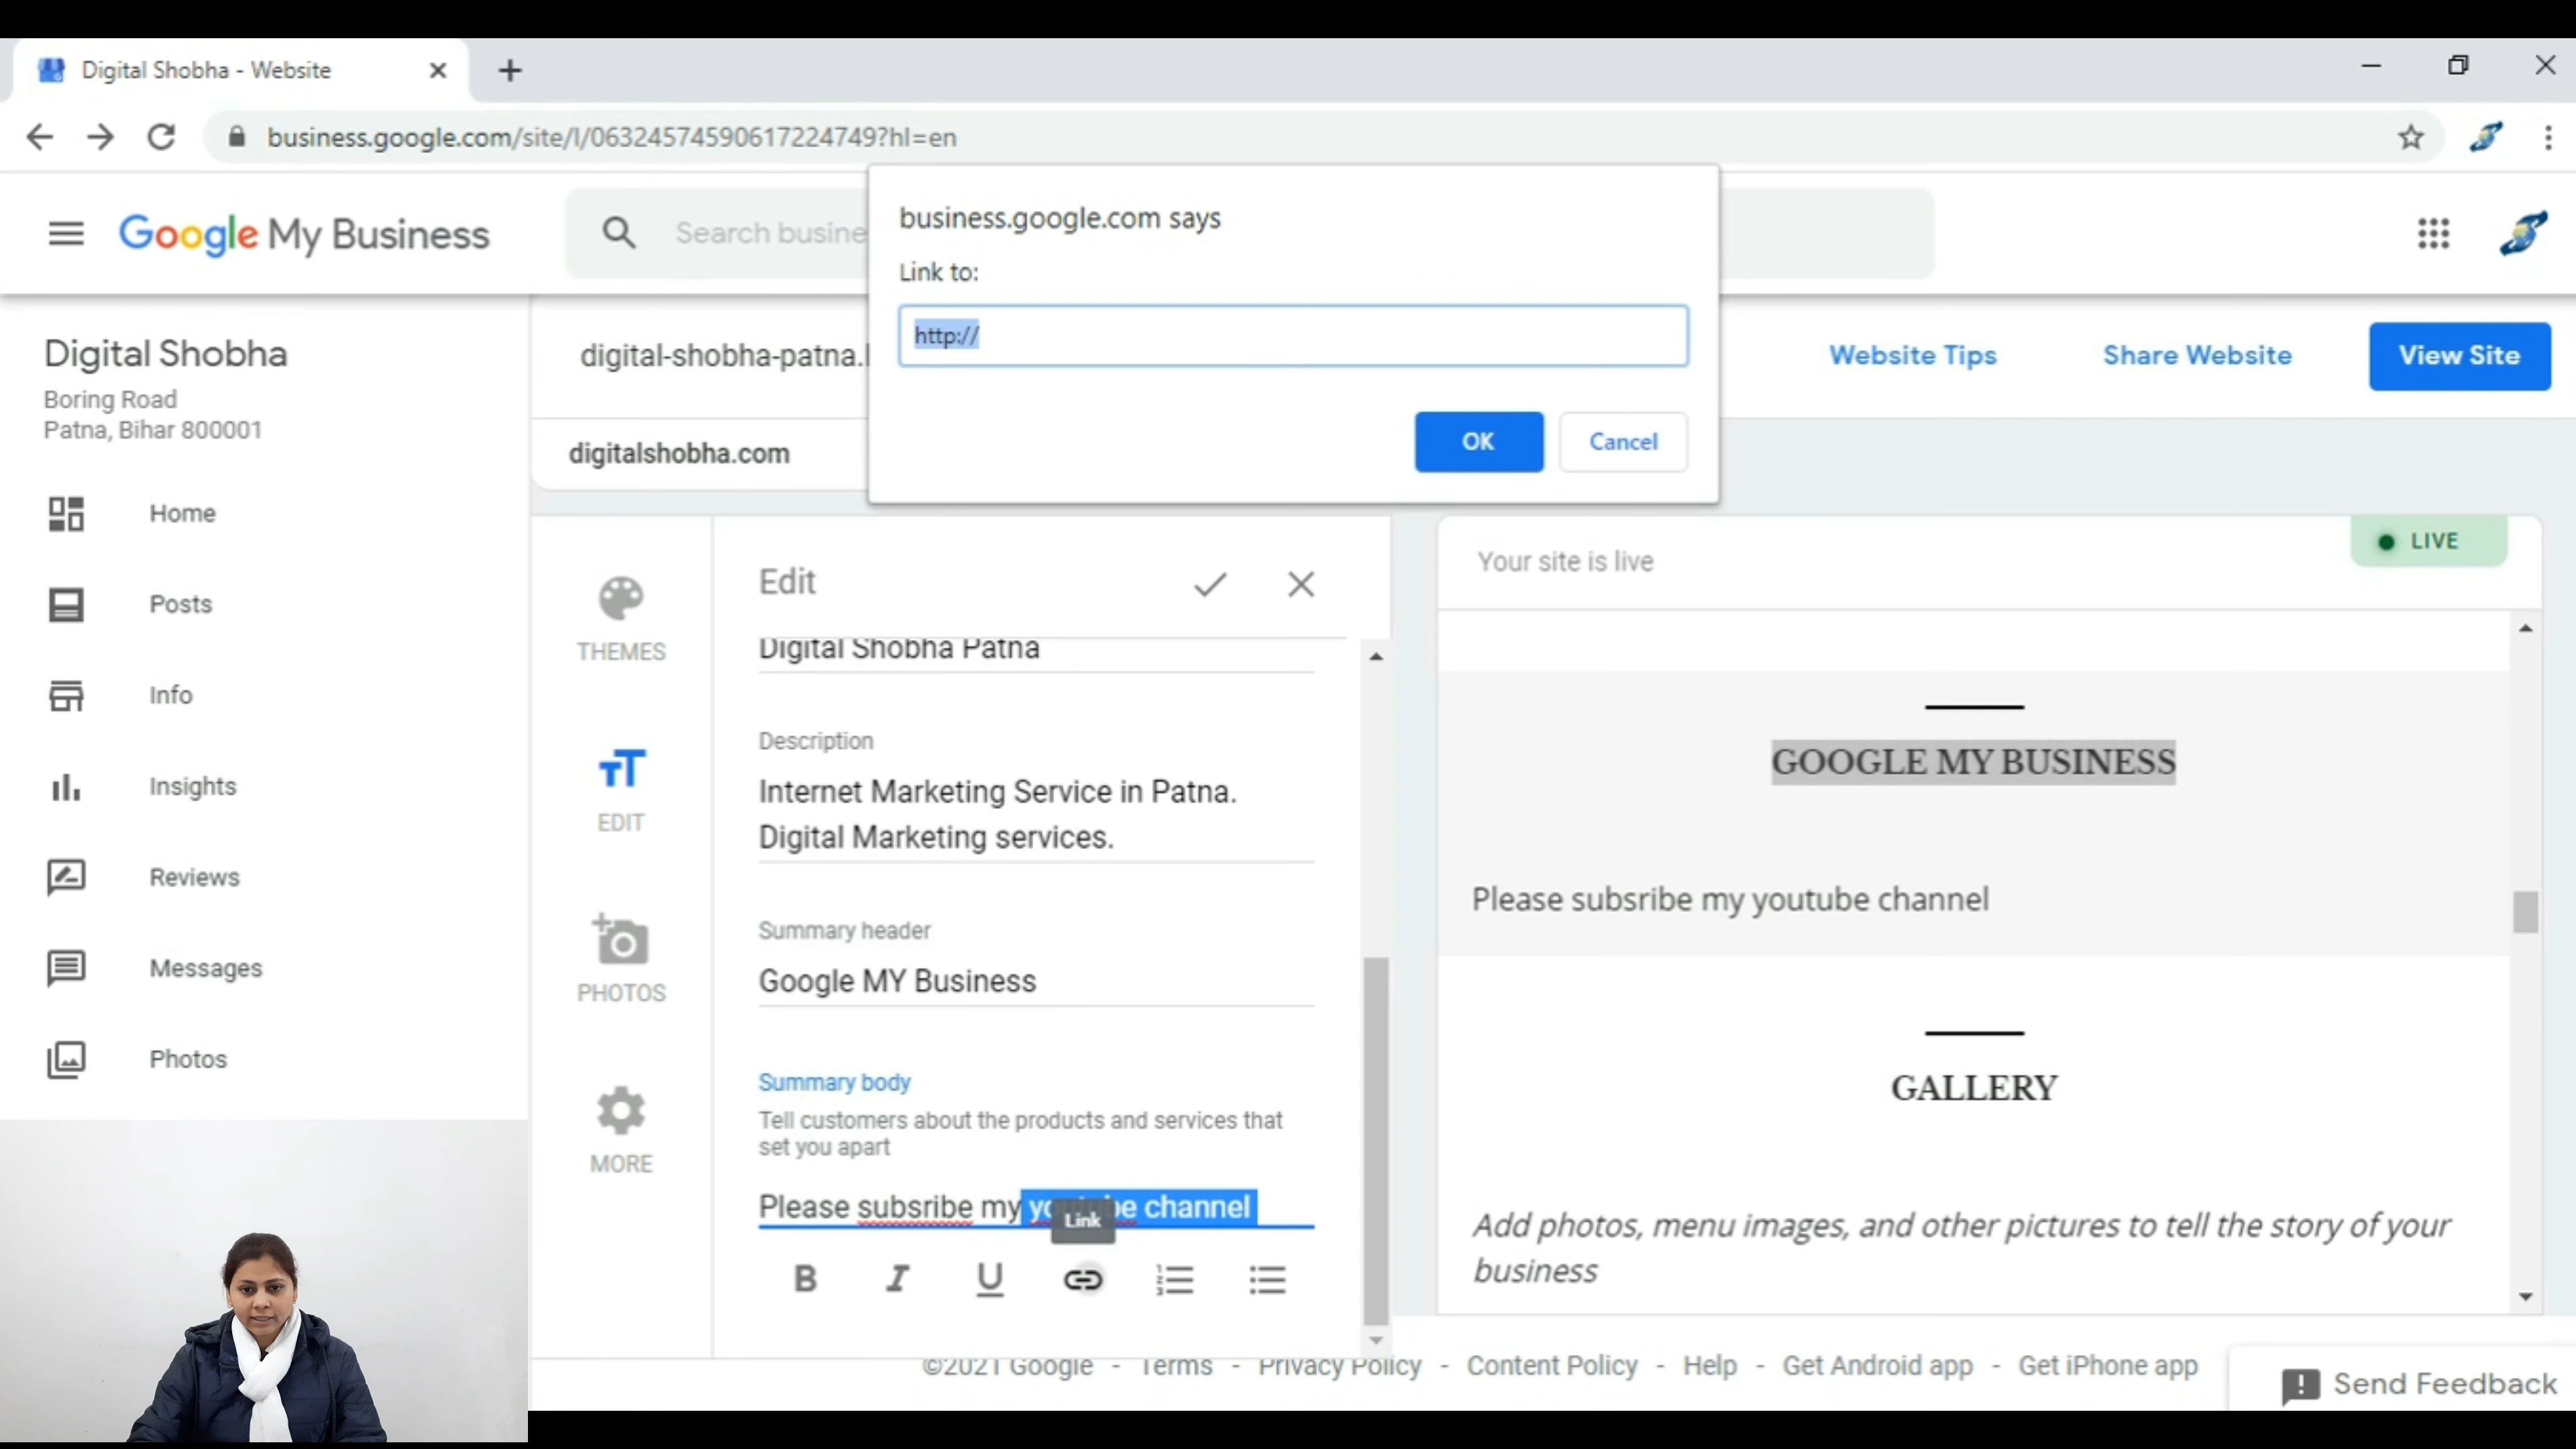 Digital Shobha - Website
business.google.com/site/l/06324574590617224749?hl=en
Google My Business
Search busine
business.google.com says
Link to:
http://
OK
Cancel
Digital Shobha
Boring Road
Patna, Bihar 800001
digital-shobha-patna.
digitalshobha.com
Website Tips
Share Website
View Site
Home
Posts
Info
Insights
Reviews
Messages
Photos
THEMES
EDIT
PHOTOS
MORE
Edit
Digital Shobha Patna
Description
Internet Marketing Service in Patna.
Digital Marketing services.
Summary header
Google MY Business
Summary body
Tell customers about the products and services that
set you apart
Please subsribe my youtube channel
Link
B I U
Your site is live
LIVE
GOOGLE MY BUSINESS
Please subsribe my youtube channel
GALLERY
Add photos, menu images, and other pictures to tell the story of your
business
©2021 Google - Terms - Privacy Policy - Content Policy - Help - Get Android app - Get iPhone app
Send Feedback